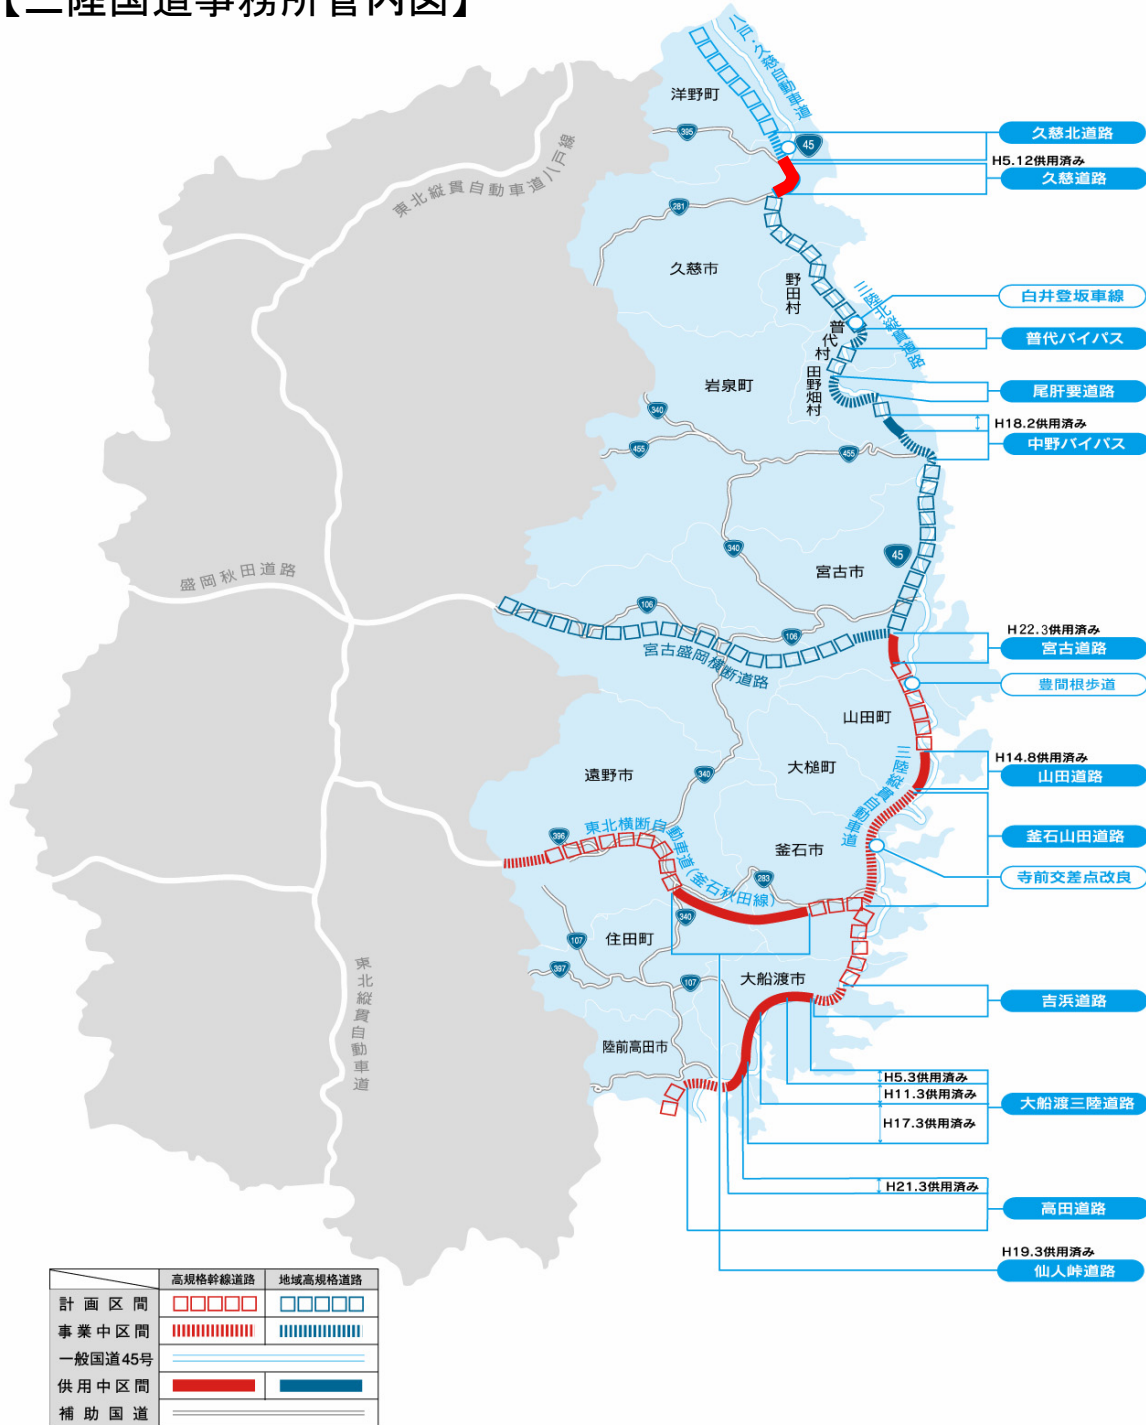 【三陸国道事務所管内図】
八戸・久慈自動車道
洋野町
395
45
久慈北道路
H5.12供用済み
久慈道路
東北縦貫自動車道八戸線
281
久慈市
野田村
三陸北縦貫道路
白井登坂車線
普代村
普代バイパス
田野畑村
尾肝要道路
岩泉町
340
H18.2供用済み
中野バイパス
455
455
340
45
宮古市
盛岡秋田道路
106
106
宮古盛岡横断道路
H22.3供用済み
宮古道路
豊間根歩道
山田町
三陸縦貫自動車道
H14.8供用済み
山田道路
大槌町
遠野市
340
396
東北横断自動車道(釜石秋田線)
釜石市
釜石山田道路
寺前交差点改良
283
340
住田町
107
397
107
大船渡市
吉浜道路
東北縦貫自動車道
陸前高田市
H5.3供用済み
H11.3供用済み
大船渡三陸道路
H17.3供用済み
H21.3供用済み
高田道路
H19.3供用済み
仙人峠道路
高規格幹線道路 地域高規格道路
計画区間
事業中区間
一般国道45号
供用中区間
補助国道